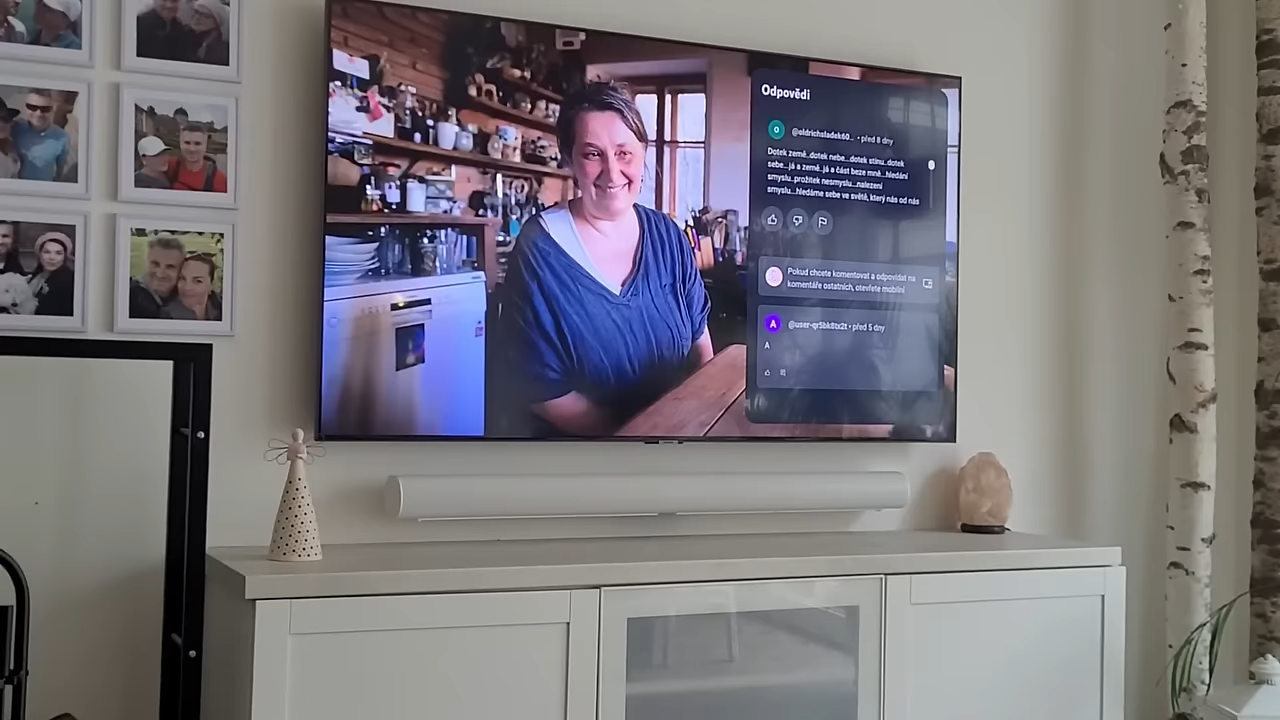 Odpovědi
O
@oldrichsladek60... • před 8 dny
Dotek země..dotek nebe...dotek stínu..dotek
sebe...já a země..já a část beze mně...hledání
smyslu..prožitek nesmyslu...nalezení
smyslu...hledáme sebe ve světě, který nás od nás
Pokud chcete komentovat a odpovídat na
komentáře ostatních, otevřete mobilní
A
@user-qr5bk8tx2t • před 5 dny
A